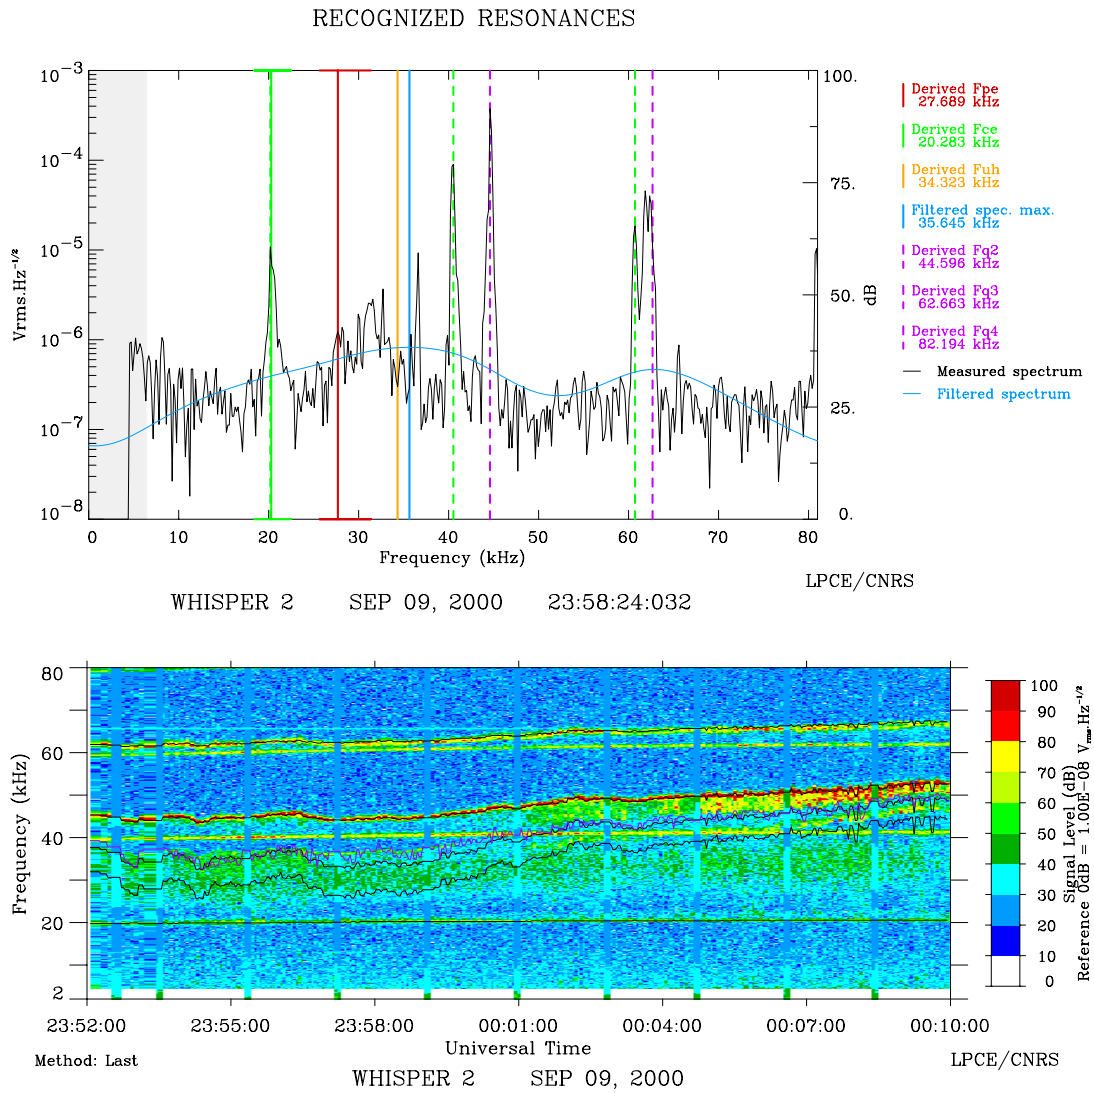 RECOGNIZED RESONANCES
10⁻³
10⁻⁴
10⁻⁵
10⁻⁶
10⁻⁷
10⁻⁸
Vrms.Hz⁻¹ᐟ²
100.
75.
50.
25.
0.
dB
0 10 20 30 40 50 60 70 80
Frequency (kHz)
Derived Fpe
27.689 kHz
Derived Fce
20.283 kHz
Derived Fuh
34.323 kHz
Filtered spec. max.
35.645 kHz
Derived Fq2
44.596 kHz
Derived Fq3
62.663 kHz
Derived Fq4
82.194 kHz
Measured spectrum
Filtered spectrum
LPCE/CNRS
WHISPER 2 SEP 09, 2000 23:58:24:032
80
60
40
20
2
Frequency (kHz)
23:52:00 23:55:00 23:58:00 00:01:00 00:04:00 00:07:00 00:10:00
Universal Time
100
90
80
70
60
50
40
30
20
10
0
Signal Level (dB)
Reference 0dB = 1.00E-08 Vrms.Hz⁻¹ᐟ²
Method: Last
LPCE/CNRS
WHISPER 2 SEP 09, 2000